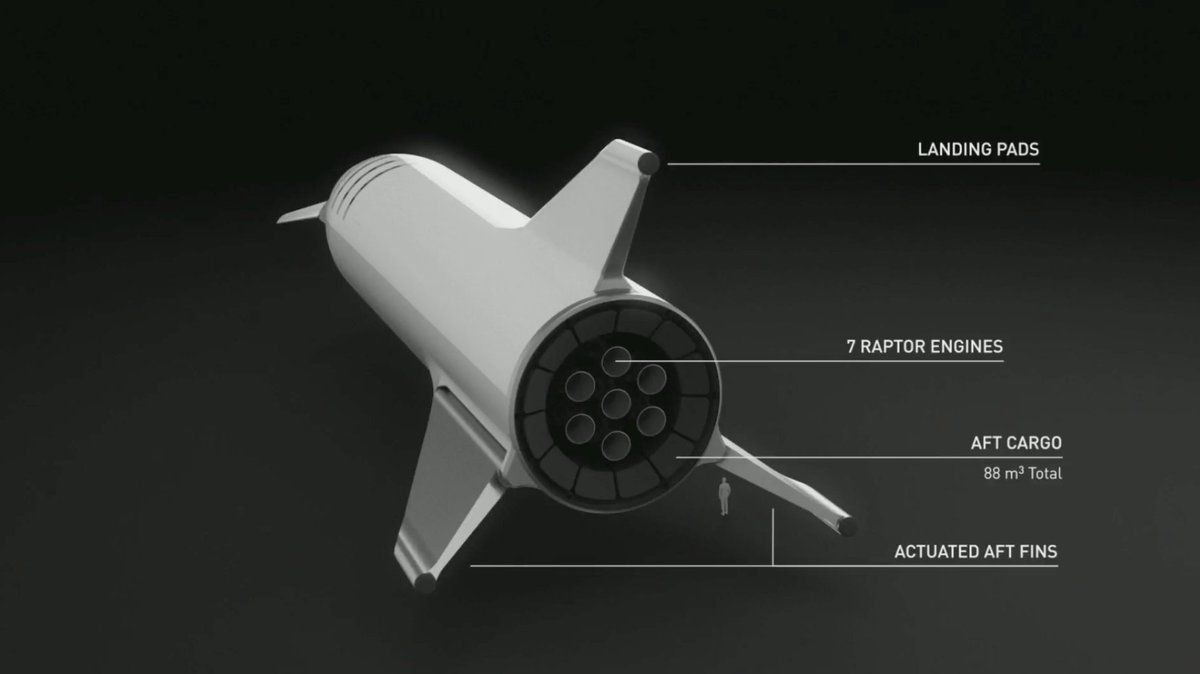 LANDING PADS
7 RAPTOR ENGINES
AFT CARGO
88 m³ Total
ACTUATED AFT FINS